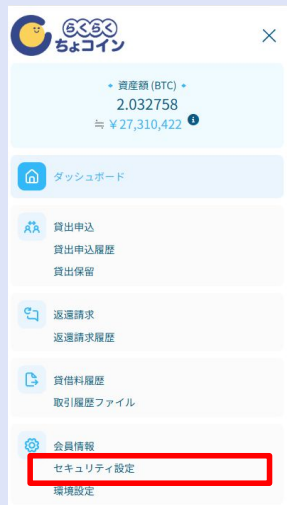 らくらく
ちょコイン
資産額 (BTC)
2.032758
≒ ¥27,310,422
ダッシュボード
貸出申込
貸出申込履歴
貸出保留
返還請求
返還請求履歴
貸借料履歴
取引履歴ファイル
会員情報
セキュリティ設定
環境設定